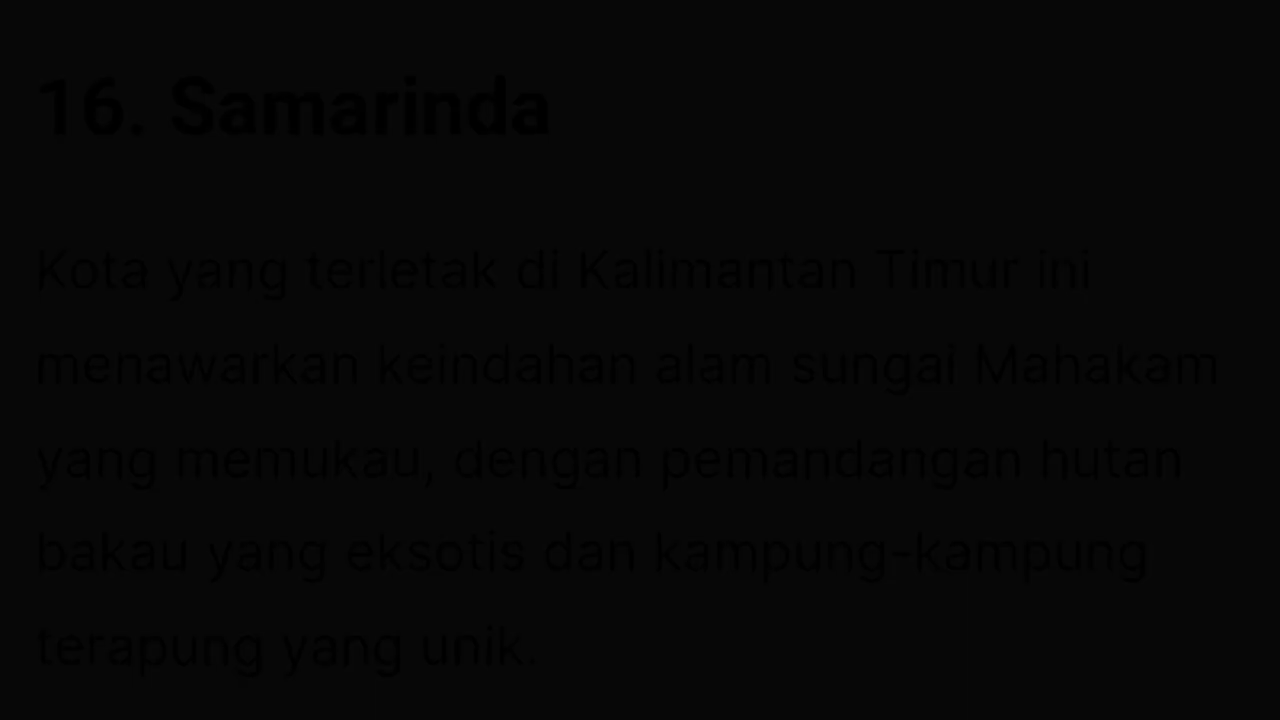 16. Samarinda
Kota yang terletak di Kalimantan Timur ini
menawarkan keindahan alam sungai Mahakam
yang memukau, dengan pemandangan hutan
bakau yang eksotis dan kampung-kampung
terapung yang unik.